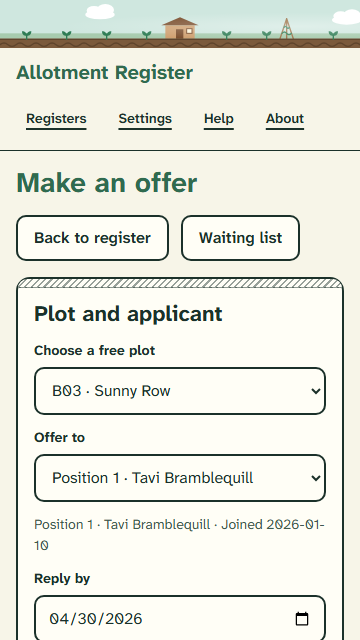 Allotment Register
Registers Settings Help About
Make an offer
Back to register Waiting list
Plot and applicant
Choose a free plot
B03 · Sunny Row
Offer to
Position 1 · Tavi Bramblequill
Position 1 · Tavi Bramblequill · Joined 2026-01-
10
Reply by
04/30/2026